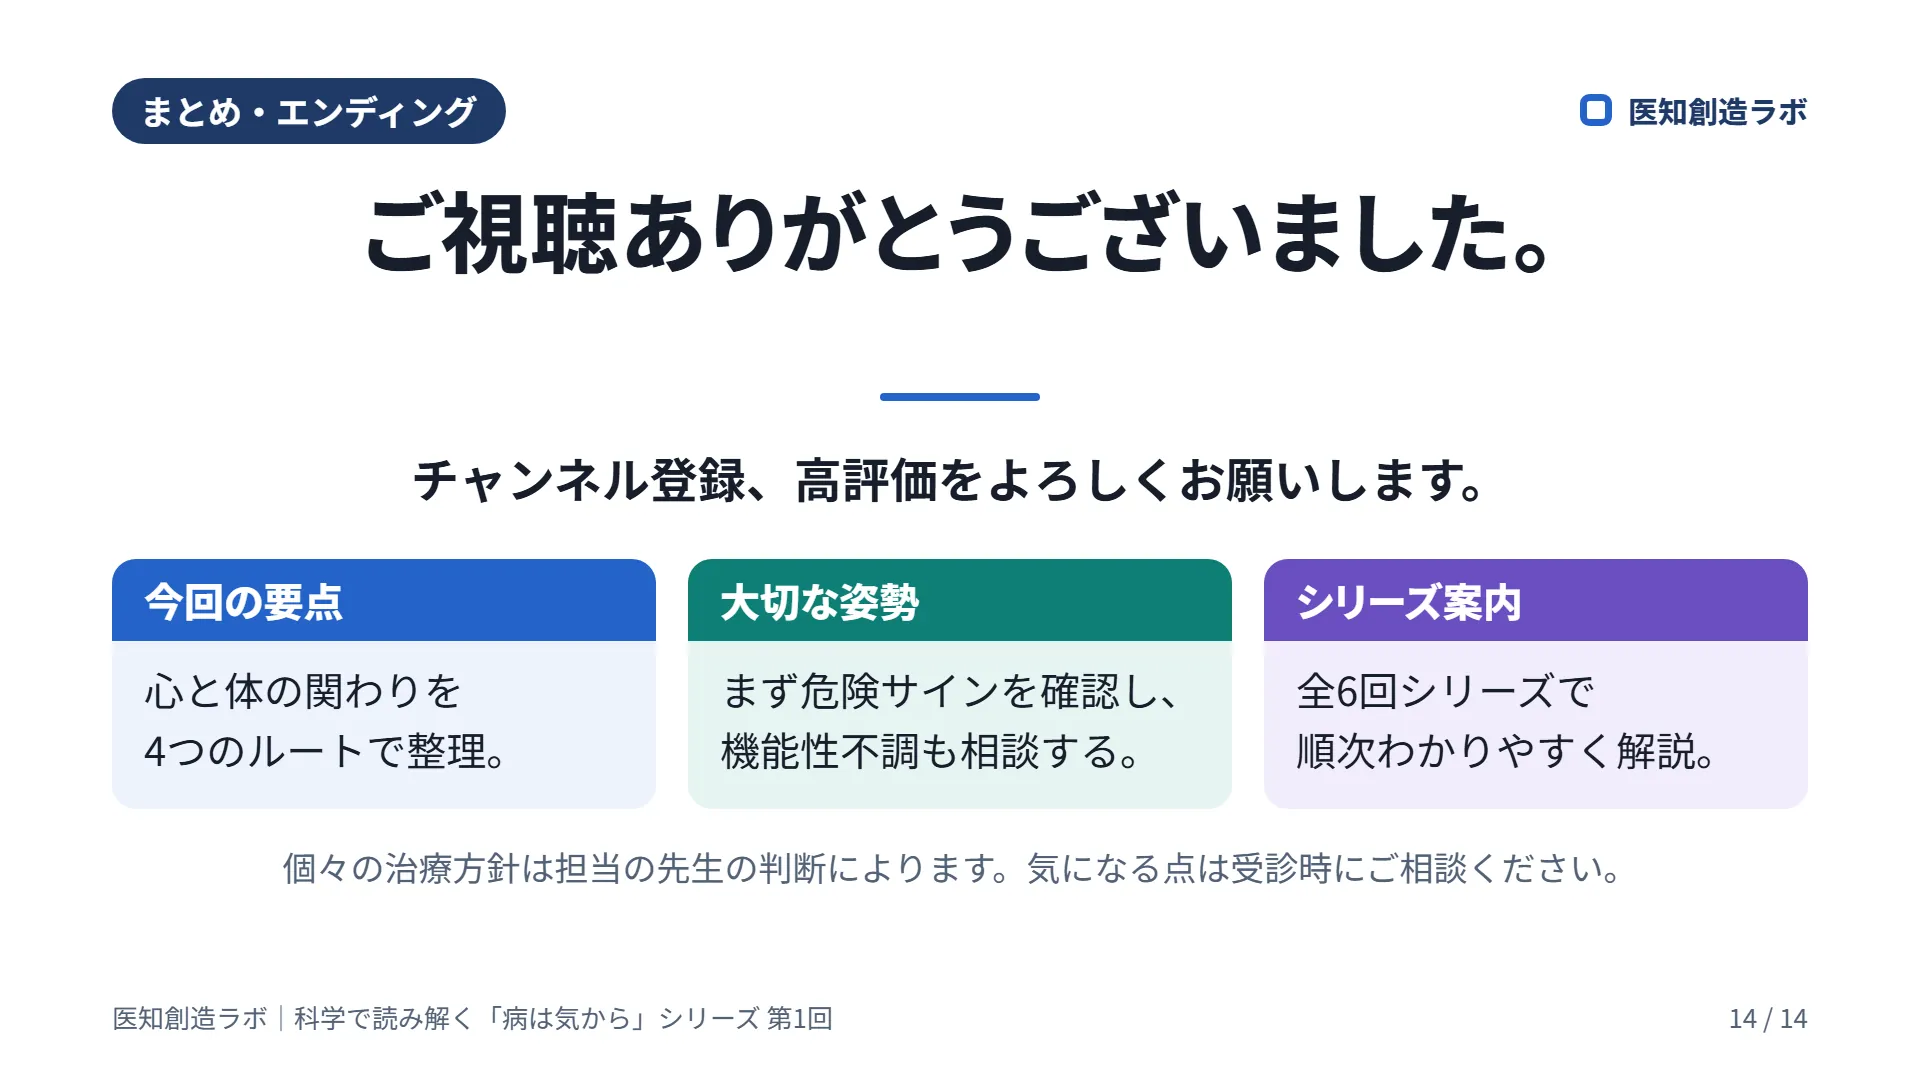 まとめ・エンディング
医知創造ラボ
ご視聴ありがとうございました。
チャンネル登録、高評価をよろしくお願いします。
今回の要点
心と体の関わりを
4つのルートで整理。
大切な姿勢
まず危険サインを確認し、
機能性不調も相談する。
シリーズ案内
全6回シリーズで
順次わかりやすく解説。
個々の治療方針は担当の先生の判断によります。気になる点は受診時にご相談ください。
医知創造ラボ｜科学で読み解く「病は気から」シリーズ 第1回
14 / 14